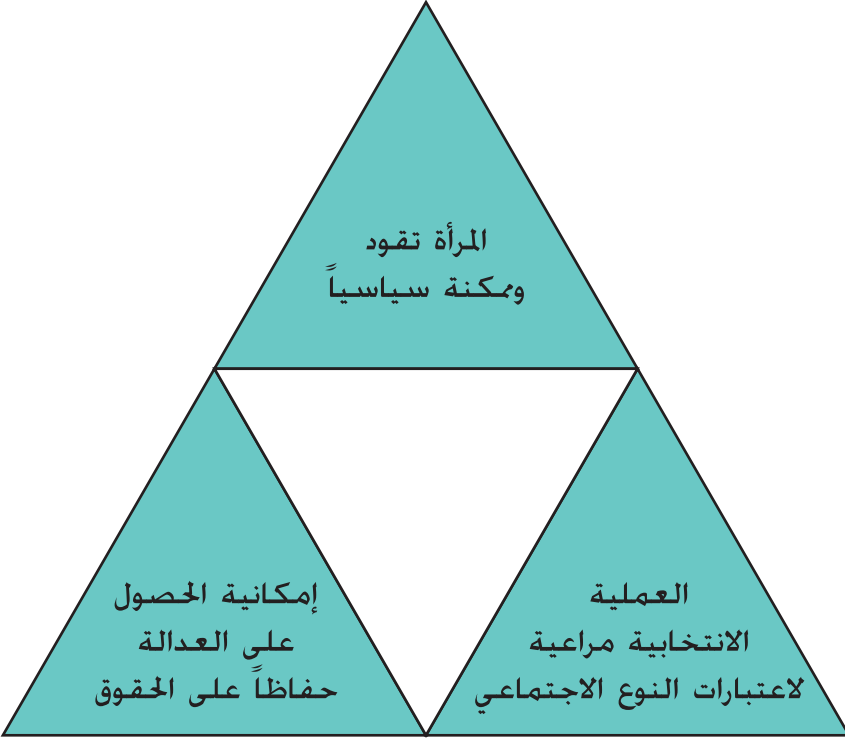 المرأة تقود
وممكنة سياسياً
العملية
الانتخابية مراعية
لاعتبارات النوع الاجتماعي
إمكانية الحصول
على العدالة
حفاظاً على الحقوق